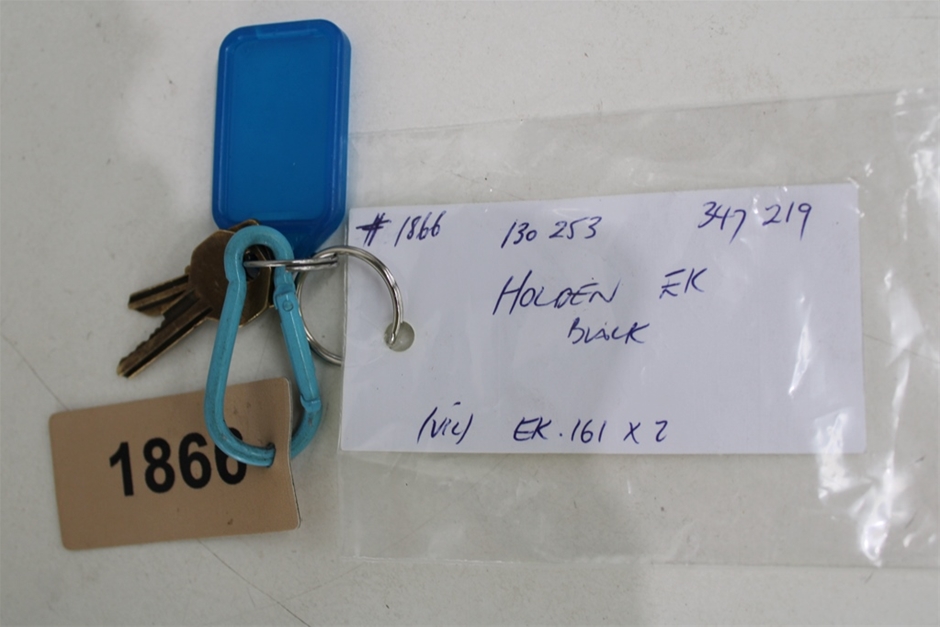 # 1866 130 253 347 219
HOLDEN EK
BLACK
(VIC) EK.161 X 2
1866